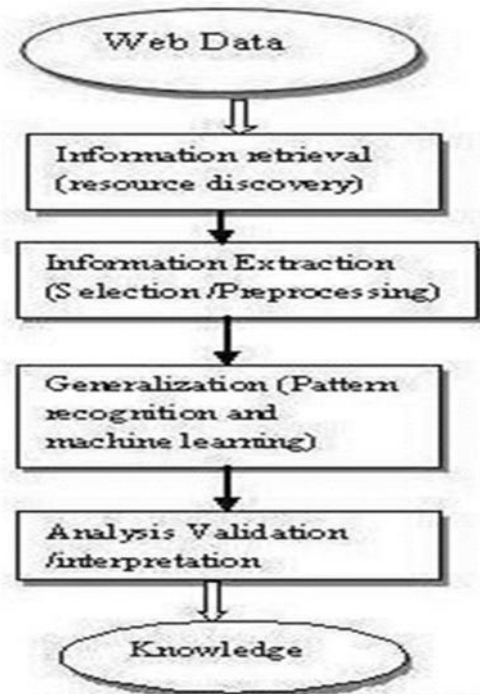 Web Data
Information retrieval
(resource discovery)
Information Extraction
(Selection/Preprocessing)
Generalization (Pattern
recognition and
machine learning)
Analysis Validation
/interpretation
Knowledge